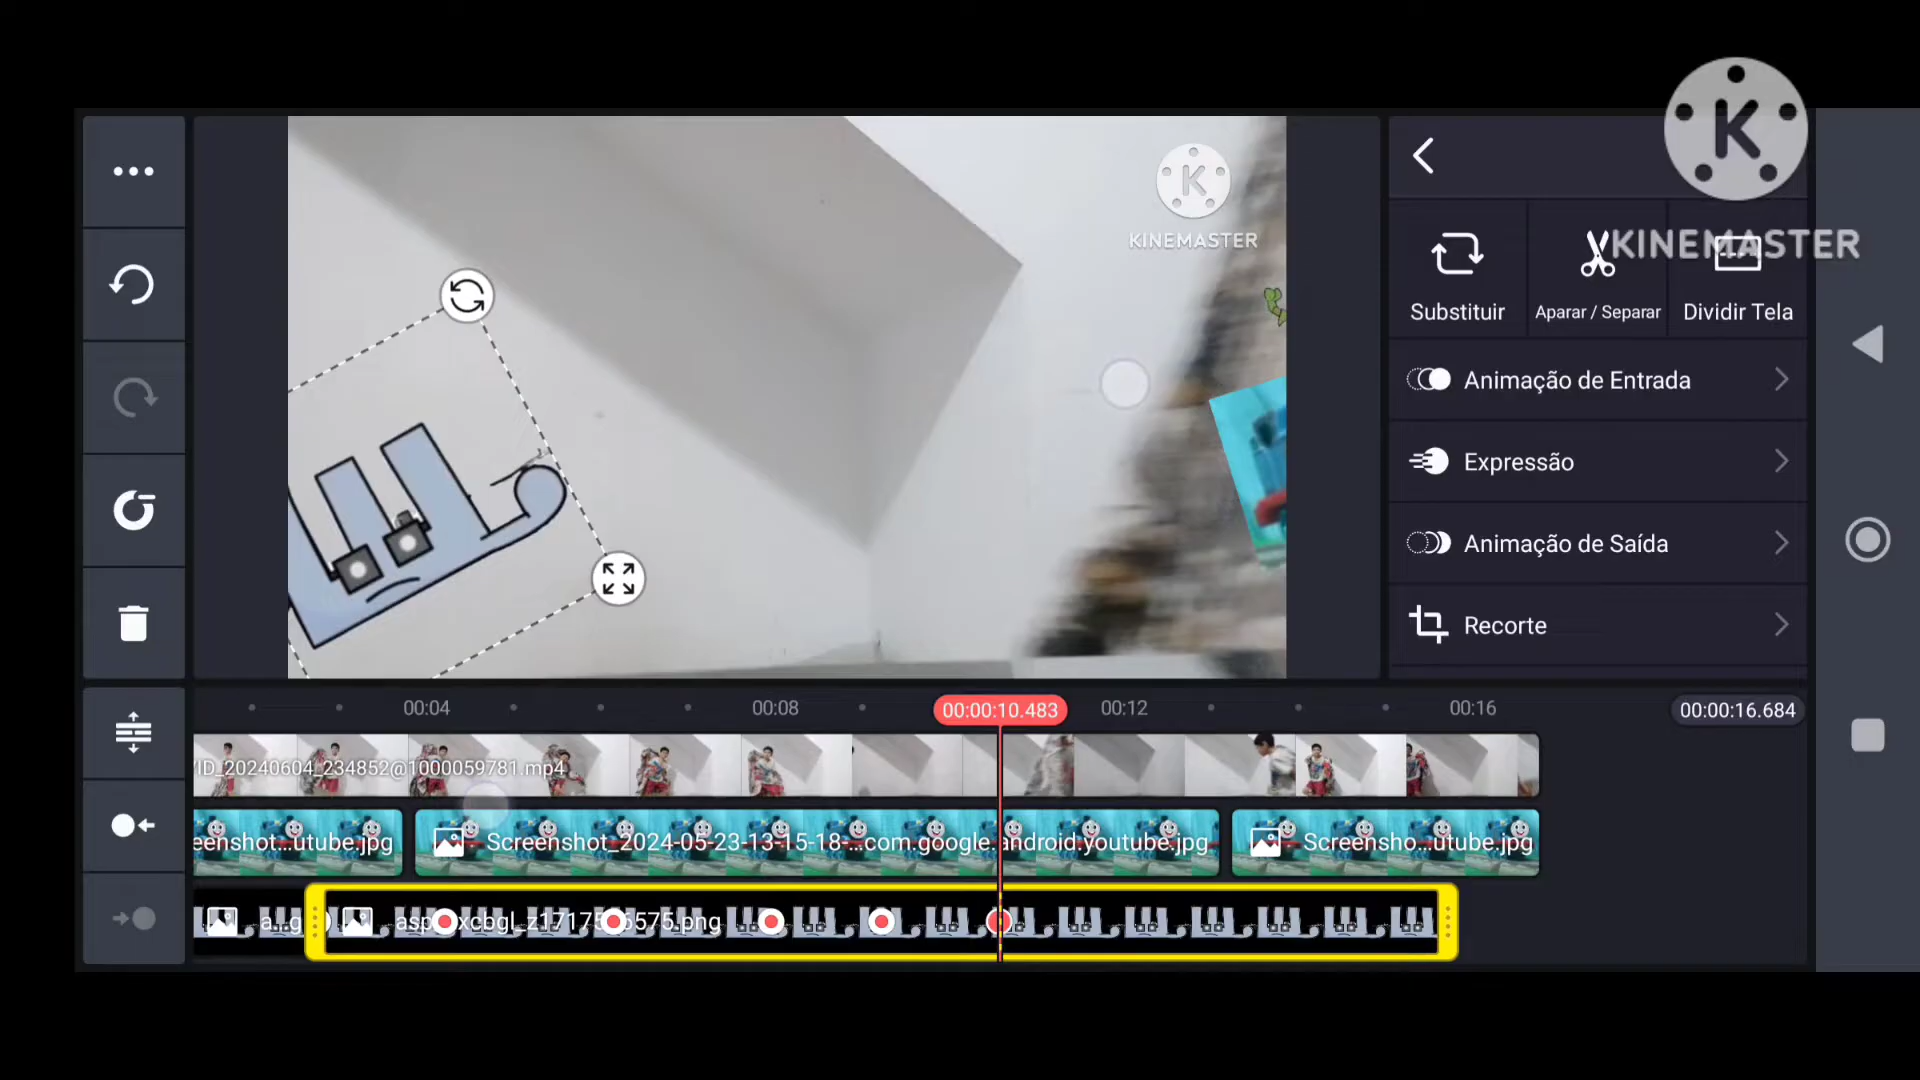 KINEMASTER
KINEMASTER
Substituir
Aparar / Separar
Dividir Tela
Animação de Entrada
Expressão
Animação de Saída
Recorte
00:04
00:08
00:00:10.483
00:12
00:16
00:00:16.684
VID_20240604_234852@1000059781.mp4
eenshot...utube.jpg
Screenshot_2024-05-23-13-15-18-...com.google.android.youtube.jpg
Screensho...utube.jpg